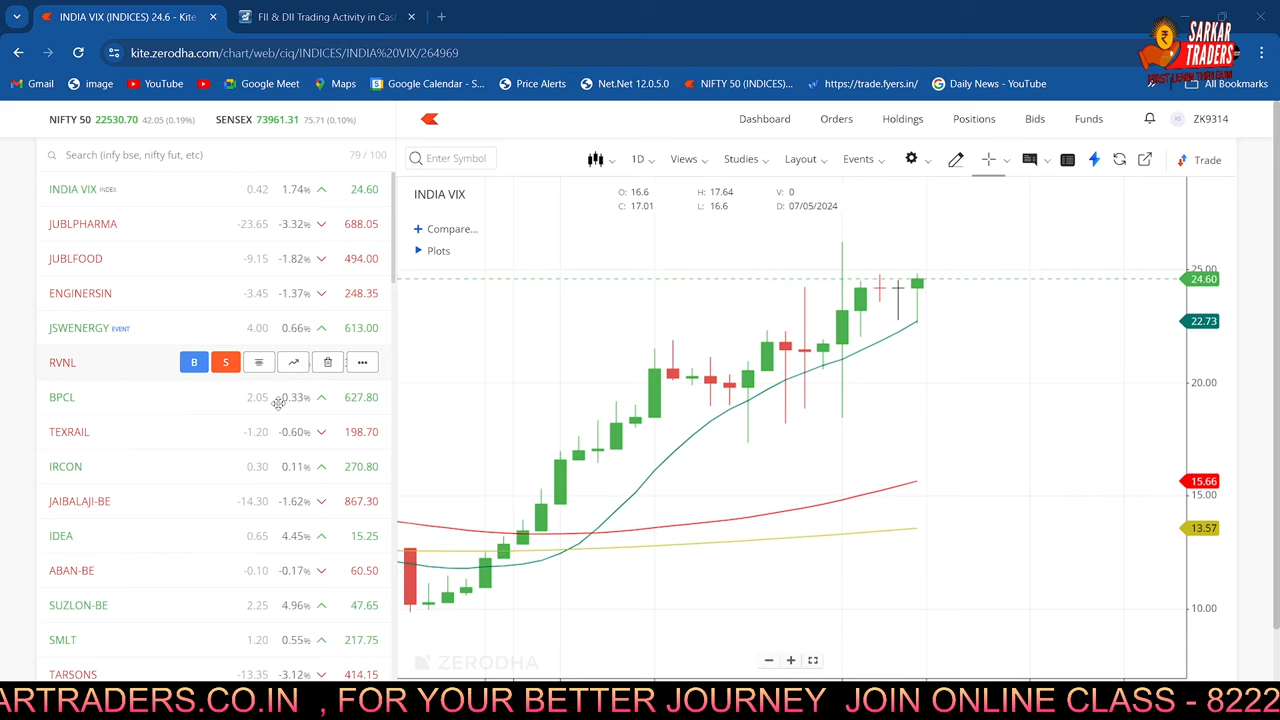 INDIA VIX (INDICES) 24.6 - Kite
FII & DII Trading Activity in Cas
kite.zerodha.com/chart/web/ciq/INDICES/INDIA%20VIX/264969
Gmail
image
YouTube
Google Meet
Maps
Google Calendar -
Price Alerts
Net.Net 12.0.5.0
NIFTY 50 (INDICES)...
https://trade.fyers.in/
Daily News - YouTube
All Bookmarks
SARKAR
TRADERS
FIRST LEARN THEN EARN
NIFTY 50 22530.70 42.05 (0.19%) SENSEX 73961.31 75.71 (0.10%)
Dashboard Orders Holdings Positions Bids Funds ZK9314
Search (infy bse, nifty fut, etc) 79 / 100
Enter Symbol 1D Views Studies Layout Events Trade
INDIA VIX INDEX 0.42 1.74% 24.60
JUBLPHARMA -23.65 -3.32% 688.05
JUBLFOOD -9.15 -1.82% 494.00
ENGINERSIN -3.45 -1.37% 248.35
JSWENERGY EVENT 4.00 0.66% 613.00
RVNL B S
BPCL 2.05 0.33% 627.80
TEXRAIL -1.20 -0.60% 198.70
IRCON 0.30 0.11% 270.80
JAIBALAJI-BE -14.30 -1.62% 867.30
IDEA 0.65 4.45% 15.25
ABAN-BE -0.10 -0.17% 60.50
SUZLON-BE 2.25 4.96% 47.65
SMLT 1.20 0.55% 217.75
TARSONS -13.35 -3.12% 414.15
INDIA VIX
O: 16.6 H: 17.64 V: 0
C: 17.01 L: 16.6 D: 07/05/2024
Compare...
Plots
25.00
24.60
22.73
20.00
15.66
15.00
13.57
10.00
ZERODHA
ARTRADERS.CO.IN , FOR YOUR BETTER JOURNEY JOIN ONLINE CLASS - 8222